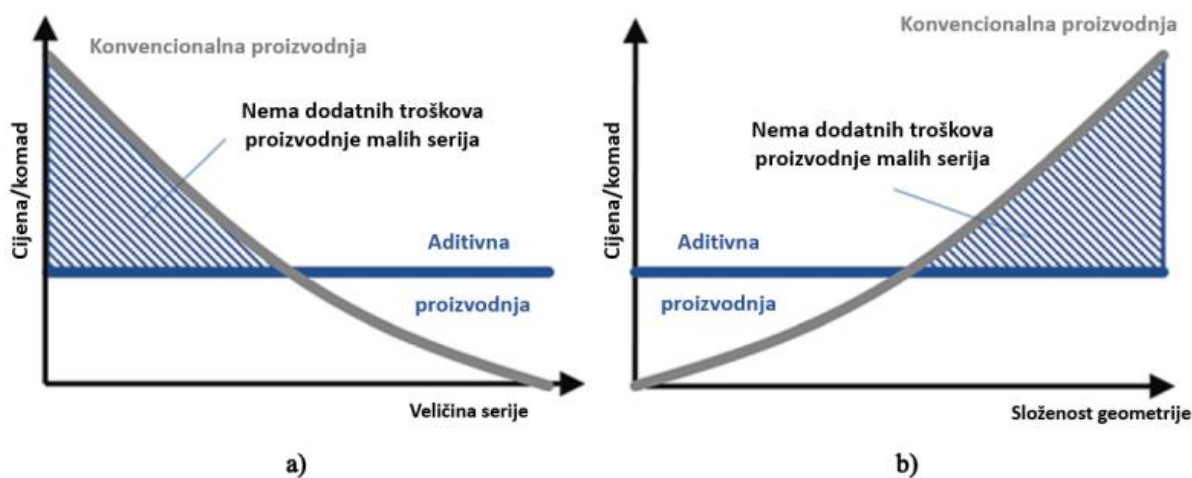 Konvencionalna proizvodnja
Nema dodatnih troškova
proizvodnje malih serija
Cijena/komad
Aditivna
proizvodnja
Veličina serije
a)
Konvencionalna proizvodnja
Nema dodatnih troškova
proizvodnje malih serija
Cijena/komad
Aditivna
proizvodnja
Složenost geometrije
b)